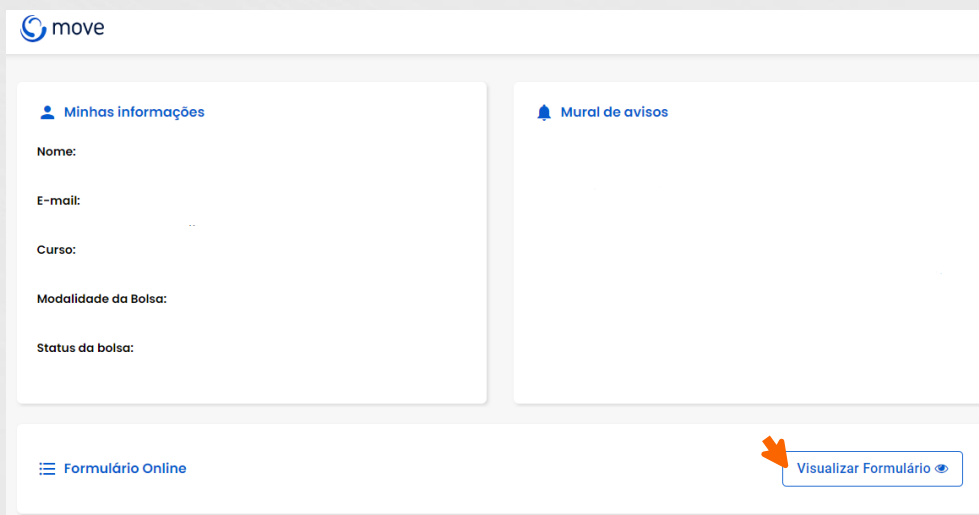 move
Minhas informações
Nome:
E-mail:
Curso:
Modalidade da Bolsa:
Status da bolsa:
Mural de avisos
Formulário Online
Visualizar Formulário